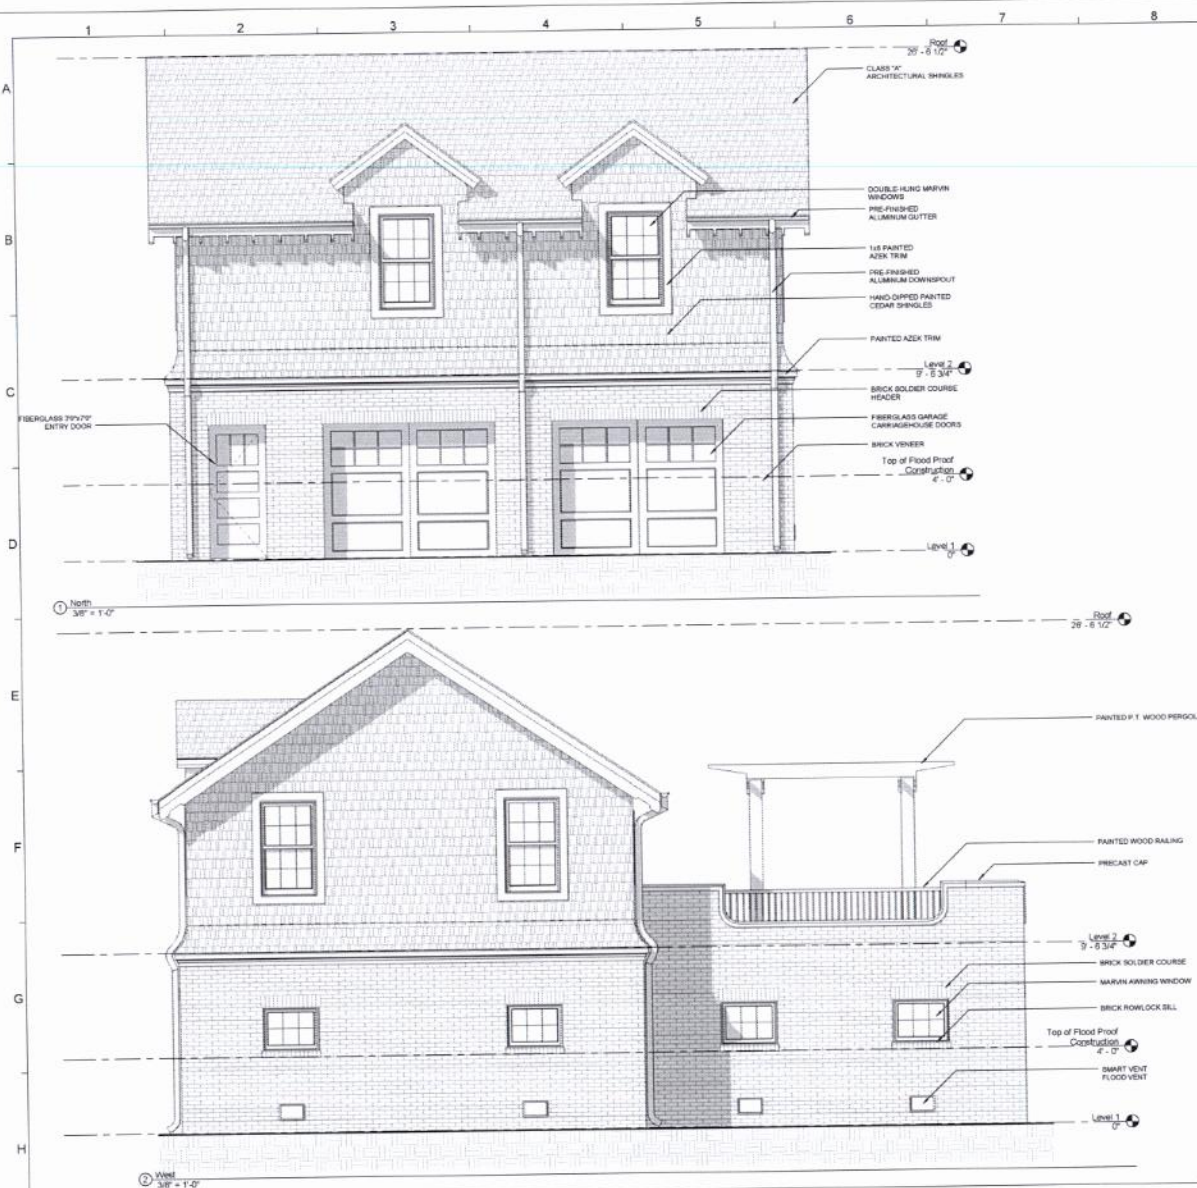 1 2 3 4 5 6 7 8
A
B
C
D
E
F
G
H
Roof
26' - 6 1/2"
CLASS "A"
ARCHITECTURAL SHINGLES
DOUBLE-HUNG MARVIN
WINDOWS
PRE-FINISHED
ALUMINUM GUTTER
1x6 PAINTED
AZEK TRIM
PRE-FINISHED
ALUMINUM DOWNSPOUT
HAND-DIPPED PAINTED
CEDAR SHINGLES
PAINTED AZEK TRIM
Level 2
9' - 6 3/4"
BRICK SOLDIER COURSE
HEADER
FIBERGLASS
ENTRY DOOR
FIBERGLASS GARAGE
CARRIAGEHOUSE DOORS
BRICK VENEER
Top of Flood Proof
Construction
4' - 0"
Level 1
0"
1 North
3/8" = 1'-0"
Roof
26' - 6 1/2"
PAINTED P.T. WOOD PERGOL
PAINTED WOOD RAILING
PRECAST CAP
Level 2
9' - 6 3/4"
BRICK SOLDIER COURSE
MARVIN AWNING WINDOW
BRICK ROWLOCK SILL
Top of Flood Proof
Construction
4' - 0"
SMART VENT
FLOOD VENT
Level 1
0"
2 West
3/8" = 1'-0"